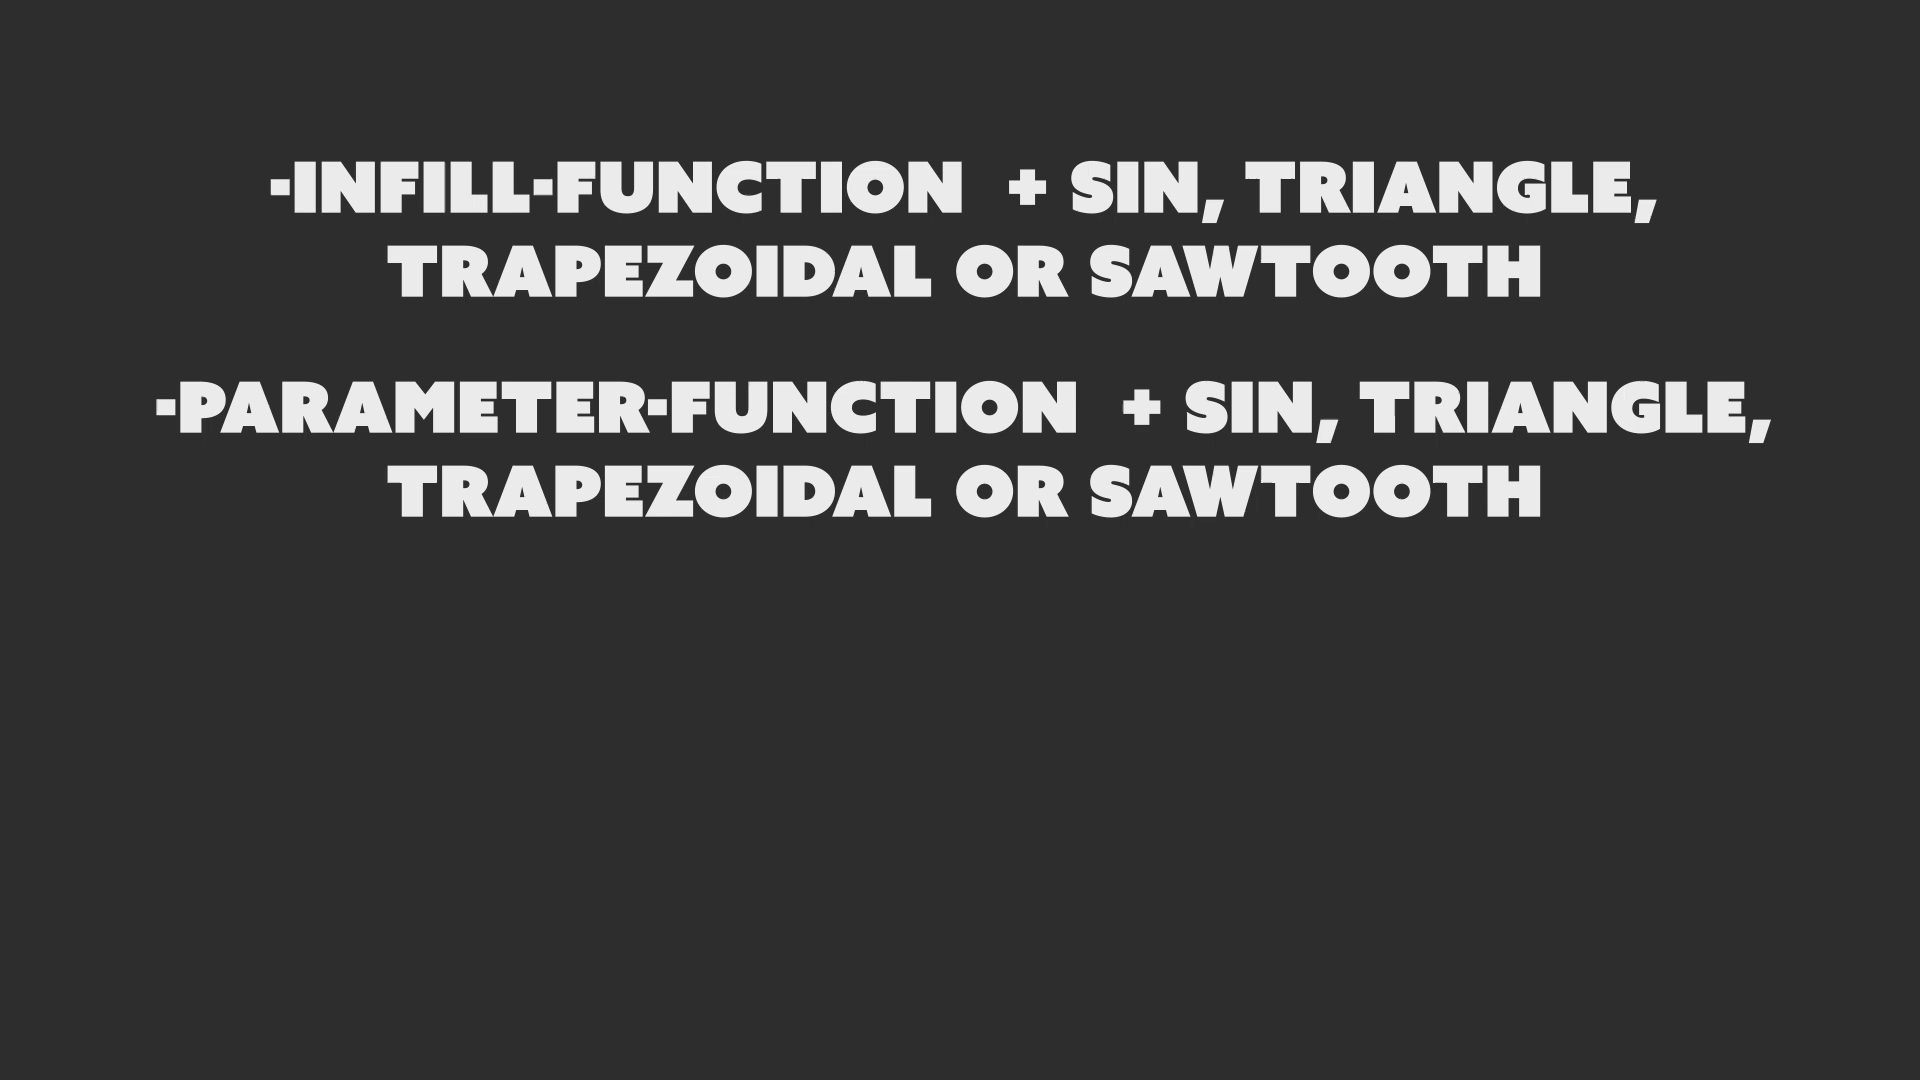 -INFILL-FUNCTION  + SIN, TRIANGLE,
TRAPEZOIDAL OR SAWTOOTH
-PARAMETER-FUNCTION  + SIN, TRIANGLE,
TRAPEZOIDAL OR SAWTOOTH